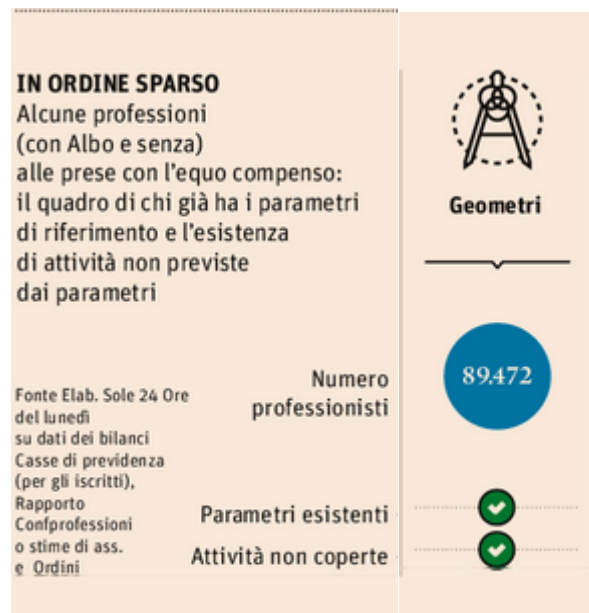 IN ORDINE SPARSO
Alcune professioni
(con Albo e senza)
alle prese con l'equo compenso:
il quadro di chi già ha i parametri
di riferimento e l'esistenza
di attività non previste
dai parametri
Geometri
Numero
professionisti
89.472
Fonte Elab. Sole 24 Ore
del lunedì
su dati dei bilanci
Casse di previdenza
(per gli iscritti),
Rapporto
Confprofessioni
o stime di ass.
e Ordini
Parametri esistenti
Attività non coperte